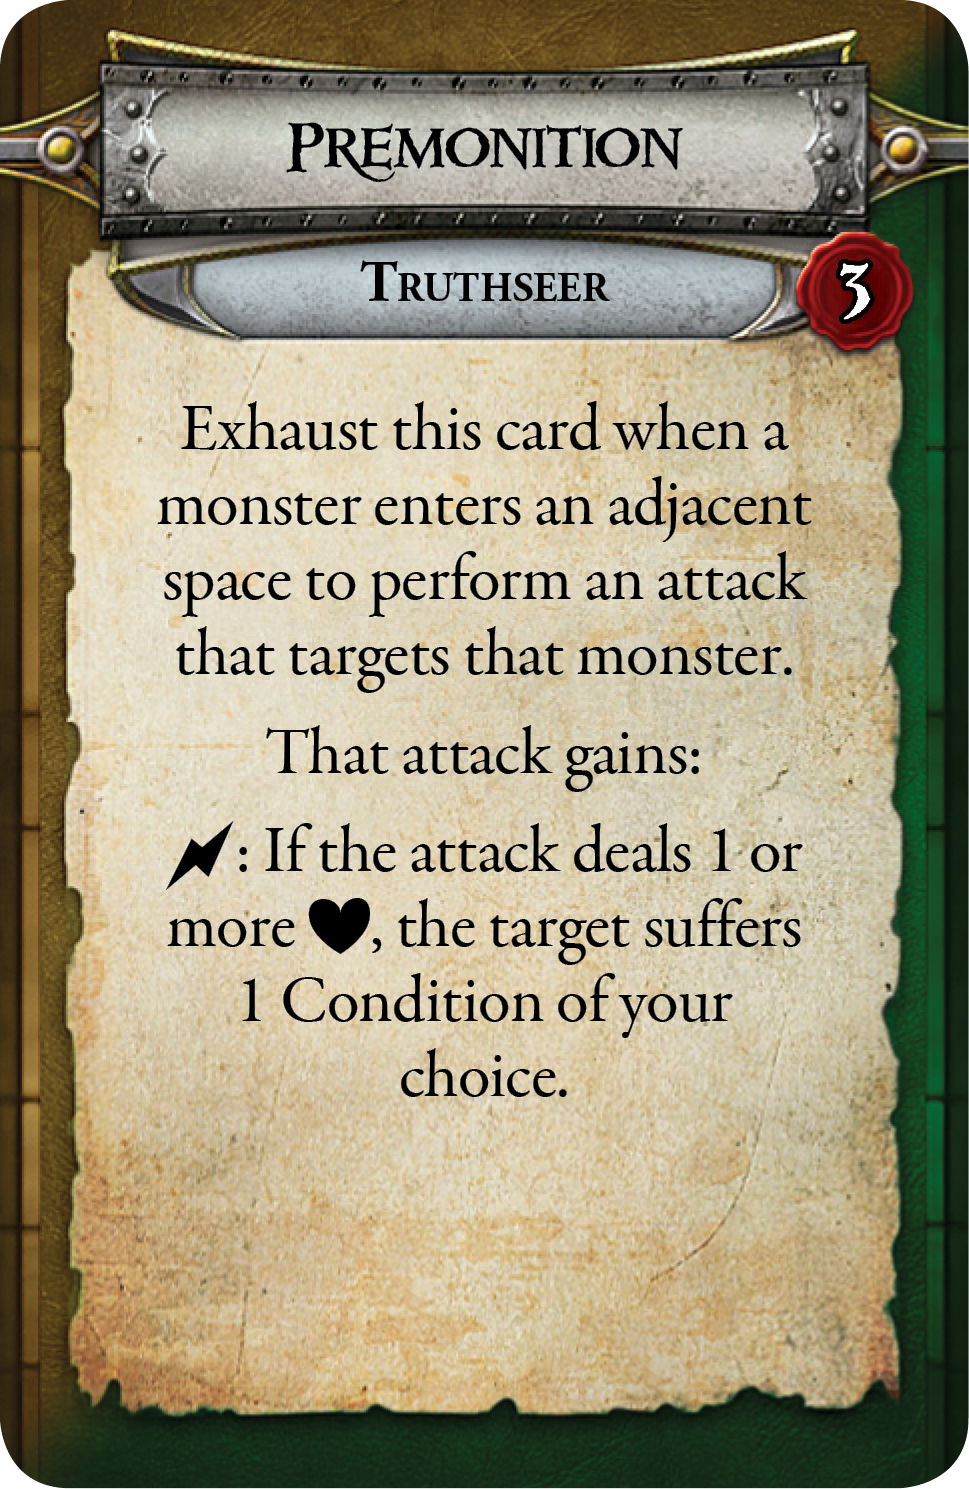 Premonition
Truthseer
3
Exhaust this card when a
monster enters an adjacent
space to perform an attack
that targets that monster.
That attack gains:
: If the attack deals 1 or
more ♥, the target suffers
1 Condition of your
choice.